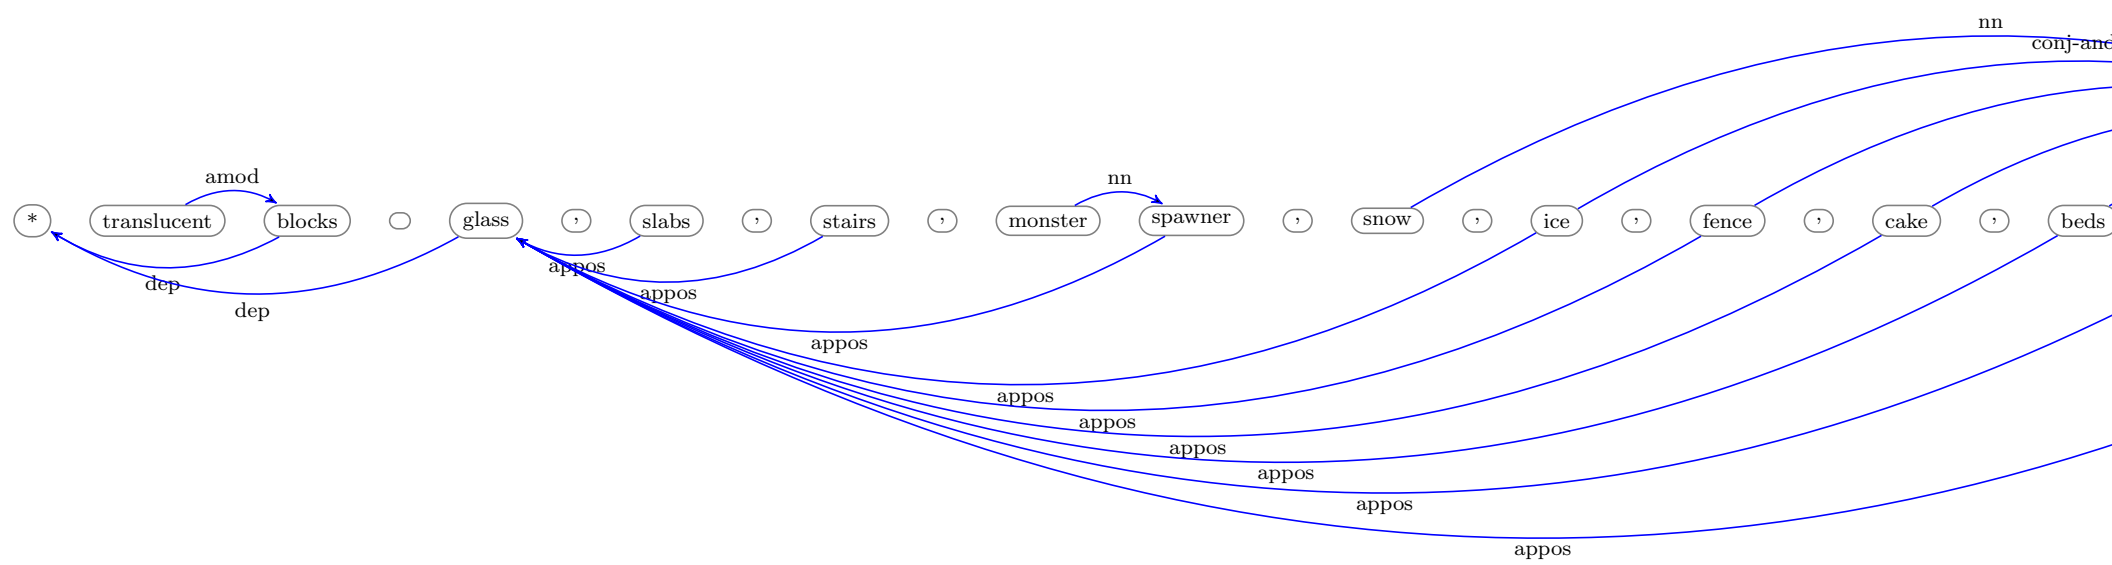 nn
conj-and
amod
nn
* translucent blocks glass , slabs , stairs , monster spawner , snow , ice , fence , cake , beds
appos
dep
appos
dep
appos
appos
appos
appos
appos
appos
appos